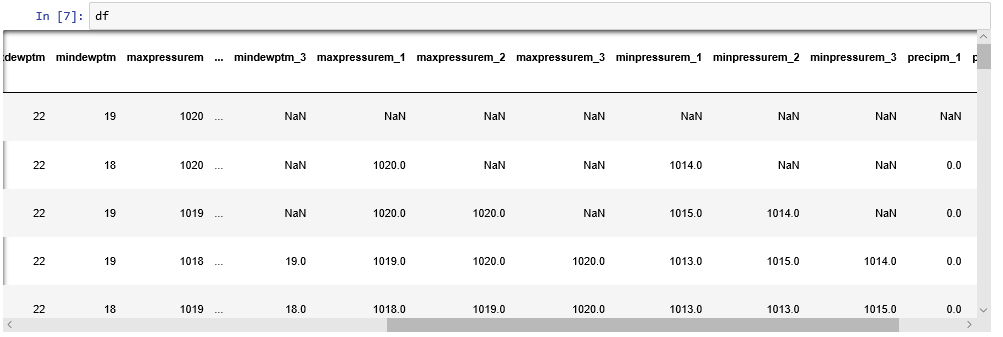 In [7]: df
dewptm mindewptm maxpressurem ... mindewptm_3 maxpressurem_1 maxpressurem_2 maxpressurem_3 minpressurem_1 minpressurem_2 minpressurem_3 precipm_1 p
22 19 1020 ... NaN NaN NaN NaN NaN NaN NaN NaN
22 18 1020 ... NaN 1020.0 NaN NaN 1014.0 NaN NaN 0.0
22 19 1019 ... NaN 1020.0 1020.0 NaN 1015.0 1014.0 NaN 0.0
22 19 1018 ... 19.0 1019.0 1020.0 1020.0 1013.0 1015.0 1014.0 0.0
22 18 1019 ... 18.0 1018.0 1019.0 1020.0 1013.0 1013.0 1015.0 0.0